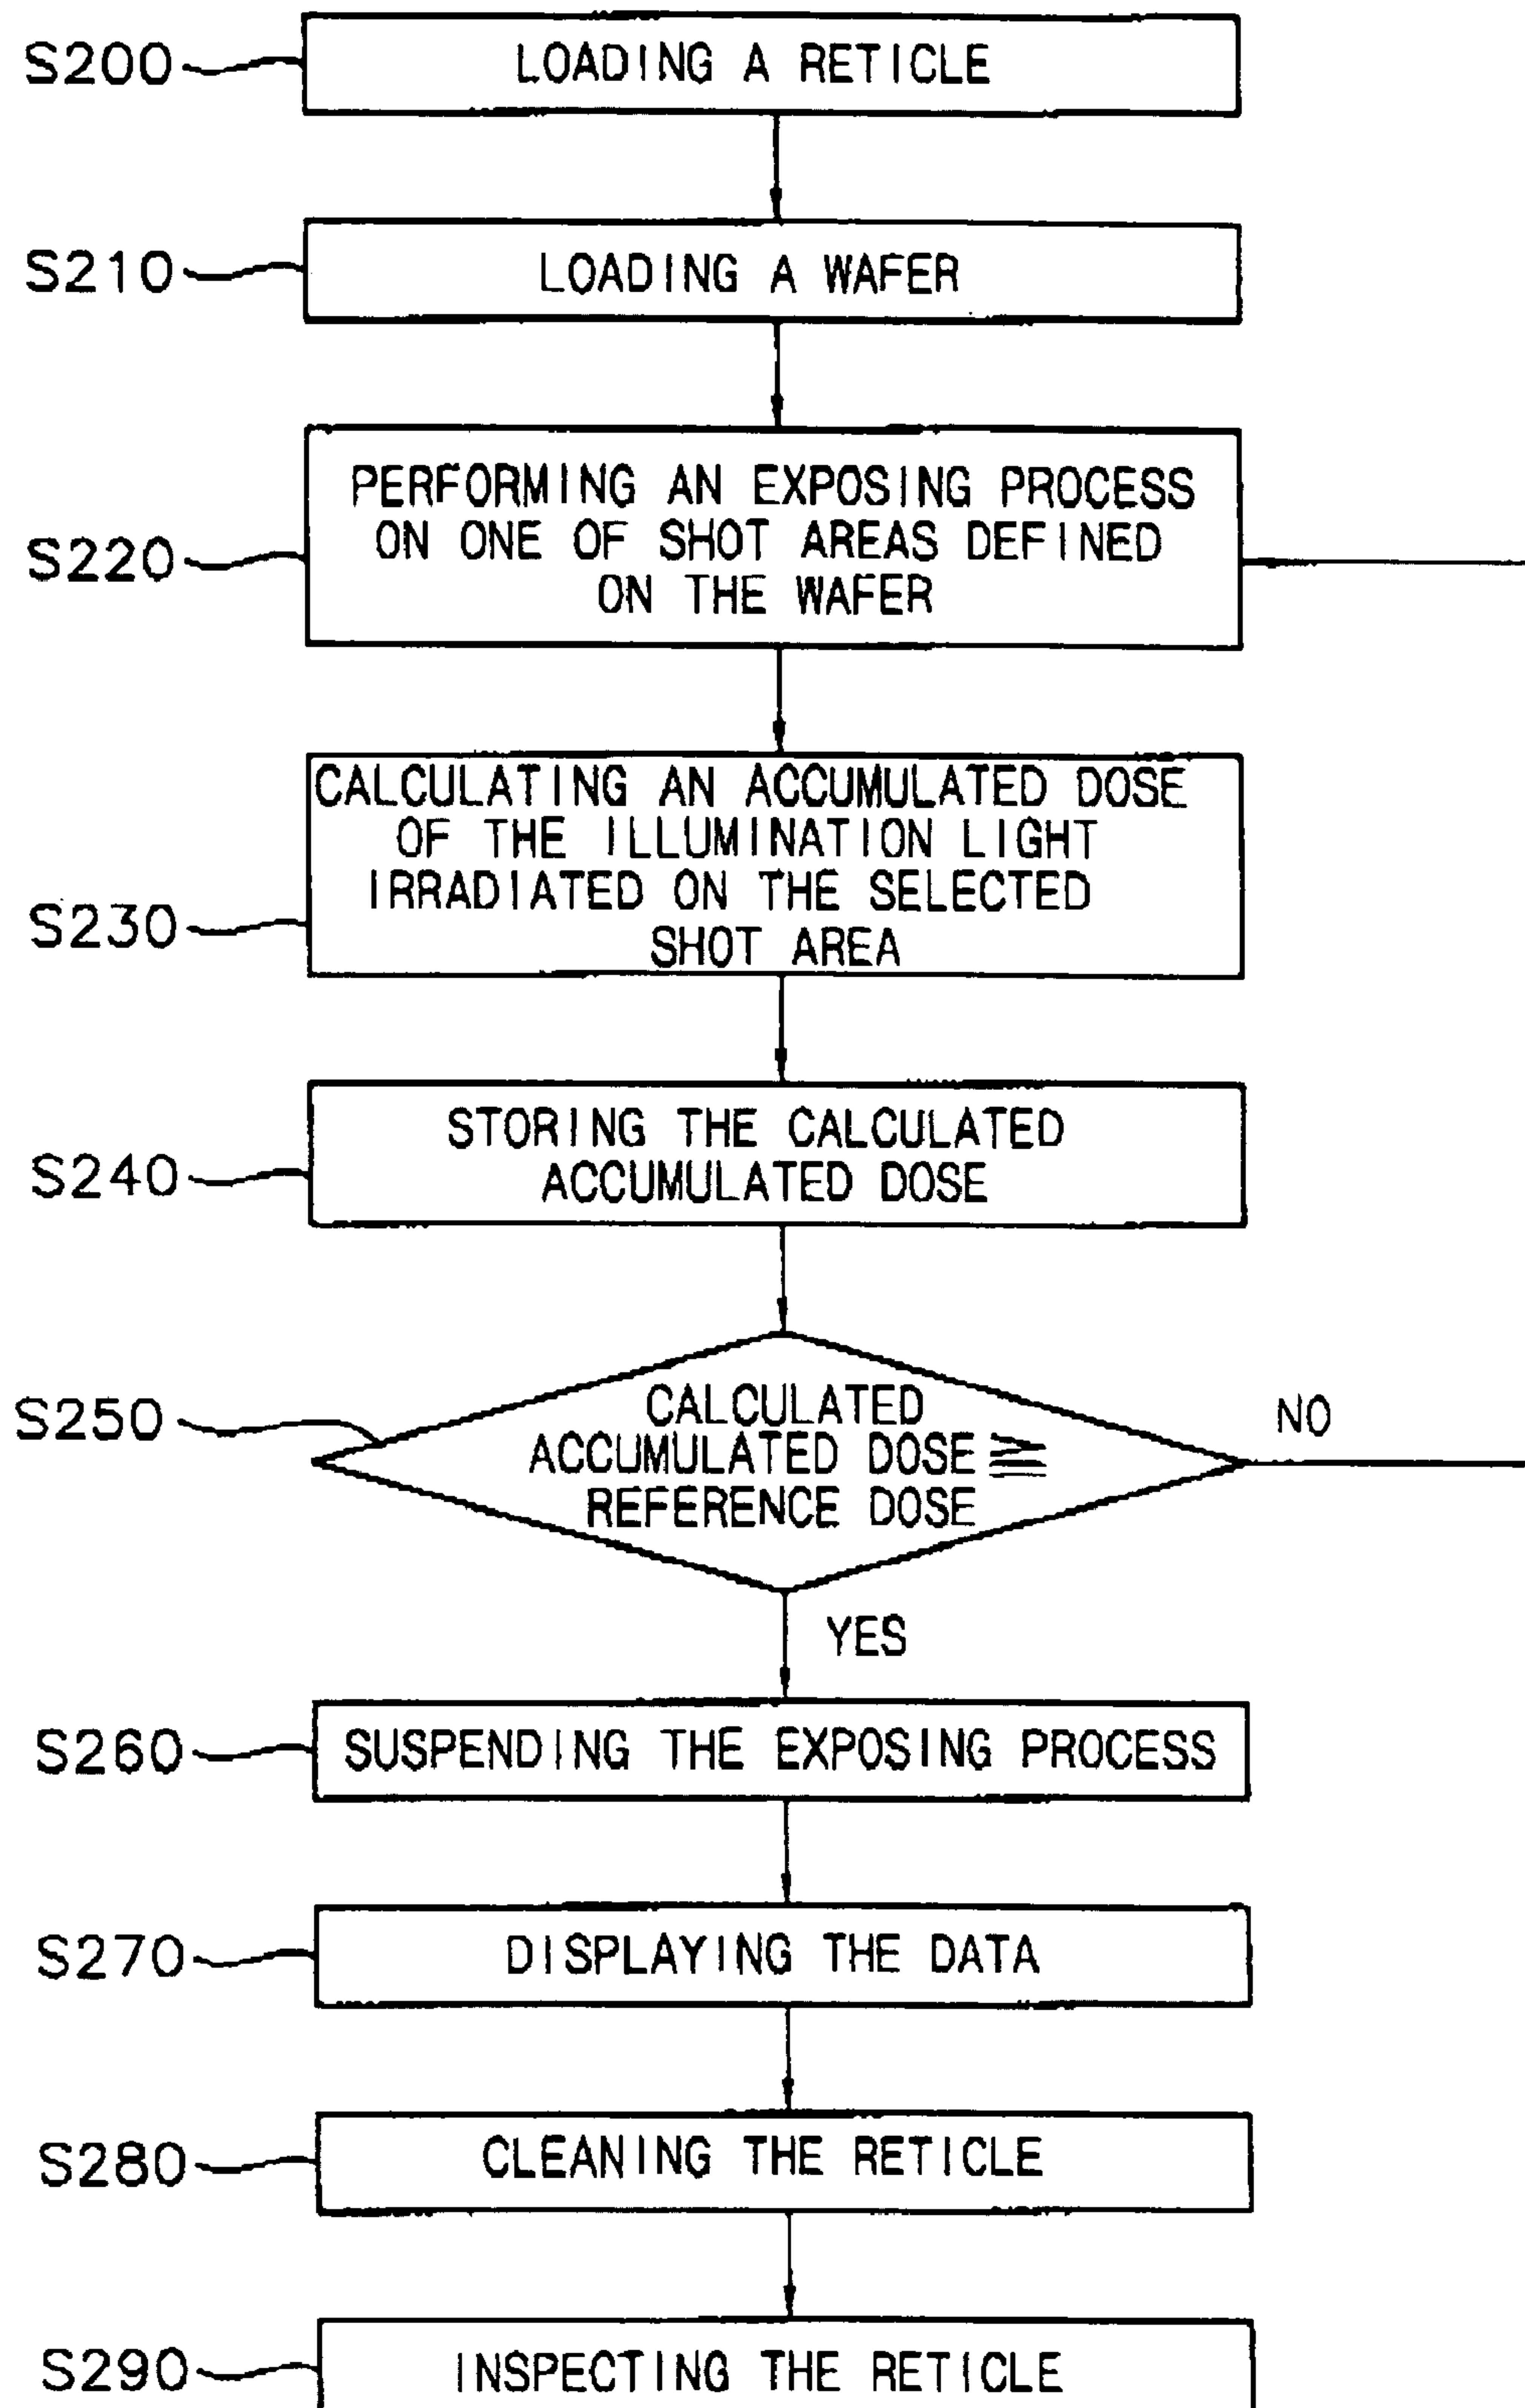 S200
LOADING A RETICLE
S210
LOADING A WAFER
S220
PERFORMING AN EXPOSING PROCESS
ON ONE OF SHOT AREAS DEFINED
ON THE WAFER
S230
CALCULATING AN ACCUMULATED DOSE
OF THE ILLUMINATION LIGHT
IRRADIATED ON THE SELECTED
SHOT AREA
S240
STORING THE CALCULATED
ACCUMULATED DOSE
S250
CALCULATED
ACCUMULATED DOSE ≧
REFERENCE DOSE
NO
YES
S260
SUSPENDING THE EXPOSING PROCESS
S270
DISPLAYING THE DATA
S280
CLEANING THE RETICLE
S290
INSPECTING THE RETICLE